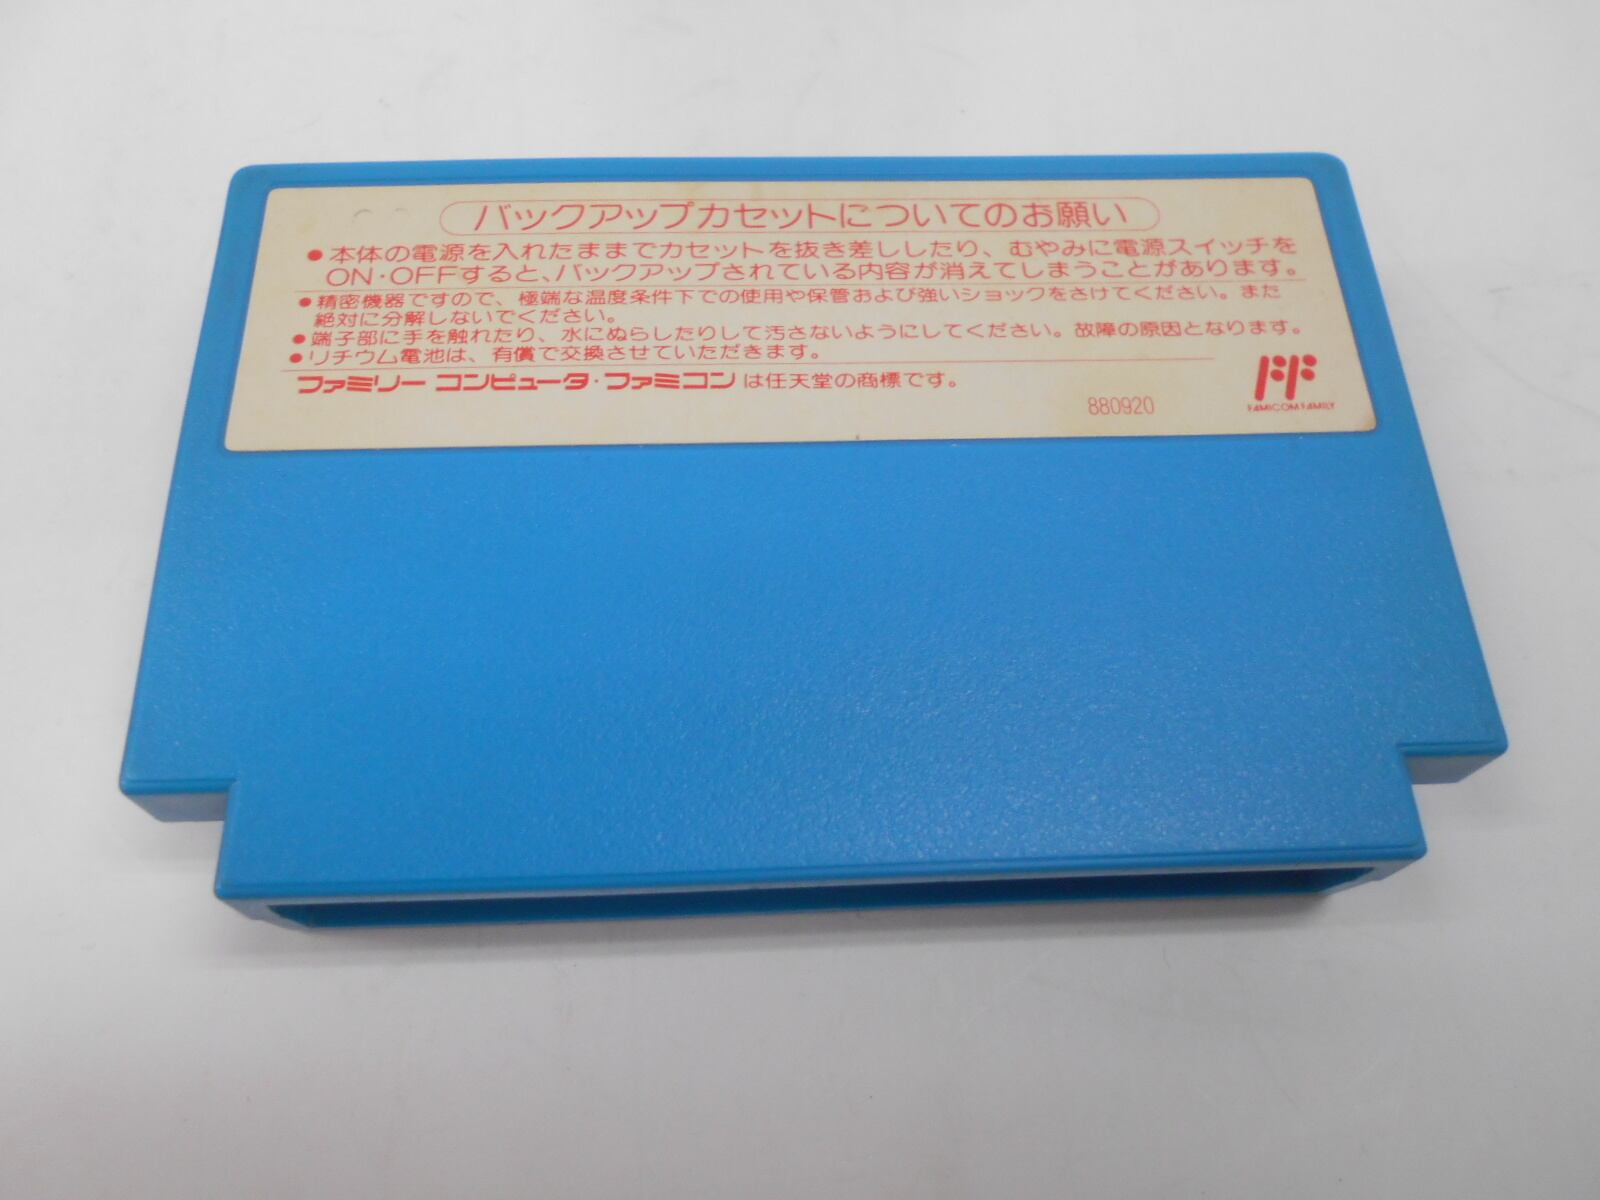 バックアップカセットについてのお願い
●本体の電源を入れたままでカセットを抜き差ししたり、むやみに電源スイッチを
ON・OFFすると、バックアップされている内容が消えてしまうことがあります。
●精密機器ですので、極端な温度条件下での使用や保管および強いショックをさけてください。また
絶対に分解しないでください。
●端子部に手を触れたり、水にぬらしたりして汚さないようにしてください。故障の原因となります。
●リチウム電池は、有償で交換させていただきます。
ファミリーコンピュータ・ファミコンは任天堂の商標です。
880920
FF
FAMICOM FAMILY